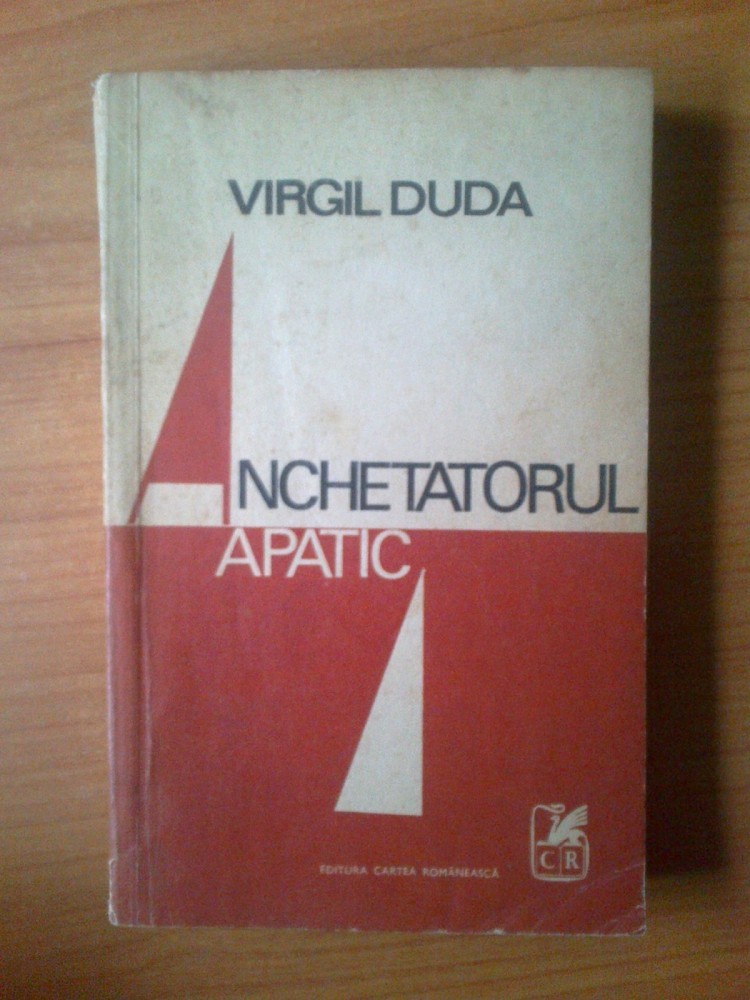 VIRGIL DUDA
ANCHETATORUL
APATIC
EDITURA CARTEA ROMÂNEASCĂ
CR